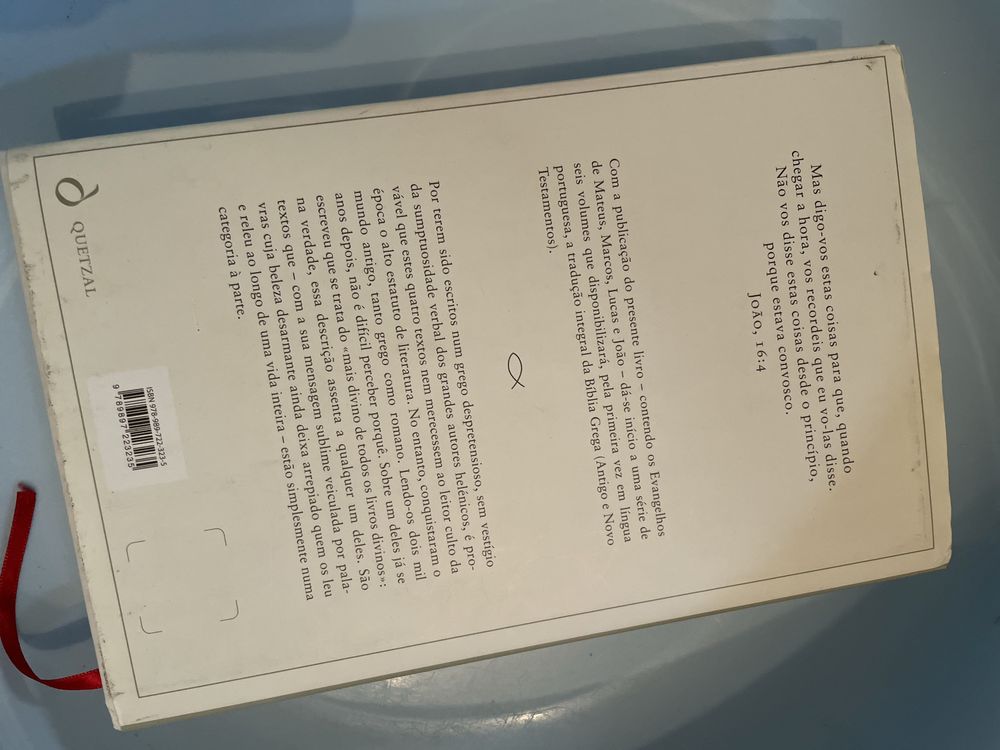 Mas digo-vos estas coisas para que, quando
chegar a hora, vos recordeis que eu vo-las disse.
Não vos disse estas coisas desde o princípio,
porque estava convosco.
João, 16:4
Com a publicação do presente livro – contendo os Evangelhos
de Mateus, Marcos, Lucas e João – dá-se início a uma série de
seis volumes que disponibilizará, pela primeira vez em língua
portuguesa, a tradução integral da Bíblia Grega (Antigo e Novo
Testamentos).
Por terem sido escritos num grego despretensioso, sem vestígio
da sumptuosidade verbal dos grandes autores helénicos, é pro-
vável que estes quatro textos nem merecessem ao leitor culto da
época o alto estatuto de literatura. No entanto, conquistaram o
mundo antigo, tanto grego como romano. Lendo-os dois mil
anos depois, não é difícil perceber porquê. Sobre um deles já se
escreveu que se trata do «mais divino de todos os livros divinos»:
na verdade, essa descrição assenta a qualquer um deles. São
textos que – com a sua mensagem sublime veiculada por pala-
vras cuja beleza desarmante ainda deixa arrepiado quem os leu
e releu ao longo de uma vida inteira – estão simplesmente numa
categoria à parte.
QUETZAL
ISBN 978-989-722-323-5
9 789897 223235